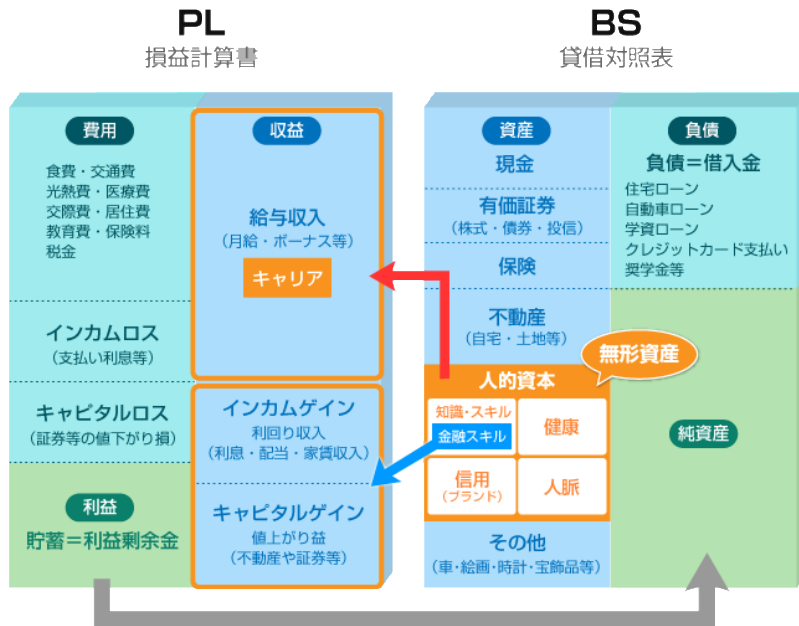 PL
損益計算書
費用
食費・交通費
光熱費・医療費
交際費・居住費
教育費・保険料
税金
インカムロス
（支払い利息等）
キャピタルロス
（証券等の値下がり損）
利益
貯蓄＝利益剰余金
収益
給与収入
（月給・ボーナス等）
キャリア
インカムゲイン
利回り収入
（利息・配当・家賃収入）
キャピタルゲイン
値上がり益
（不動産や証券等）
BS
貸借対照表
資産
現金
有価証券
（株式・債券・投信）
保険
不動産
（自宅・土地等）
無形資産
人的資本
知識・スキル
金融スキル
健康
信用
（ブランド）
人脈
その他
（車・絵画・時計・宝飾品等）
負債
負債＝借入金
住宅ローン
自動車ローン
学資ローン
クレジットカード支払い
奨学金等
純資産